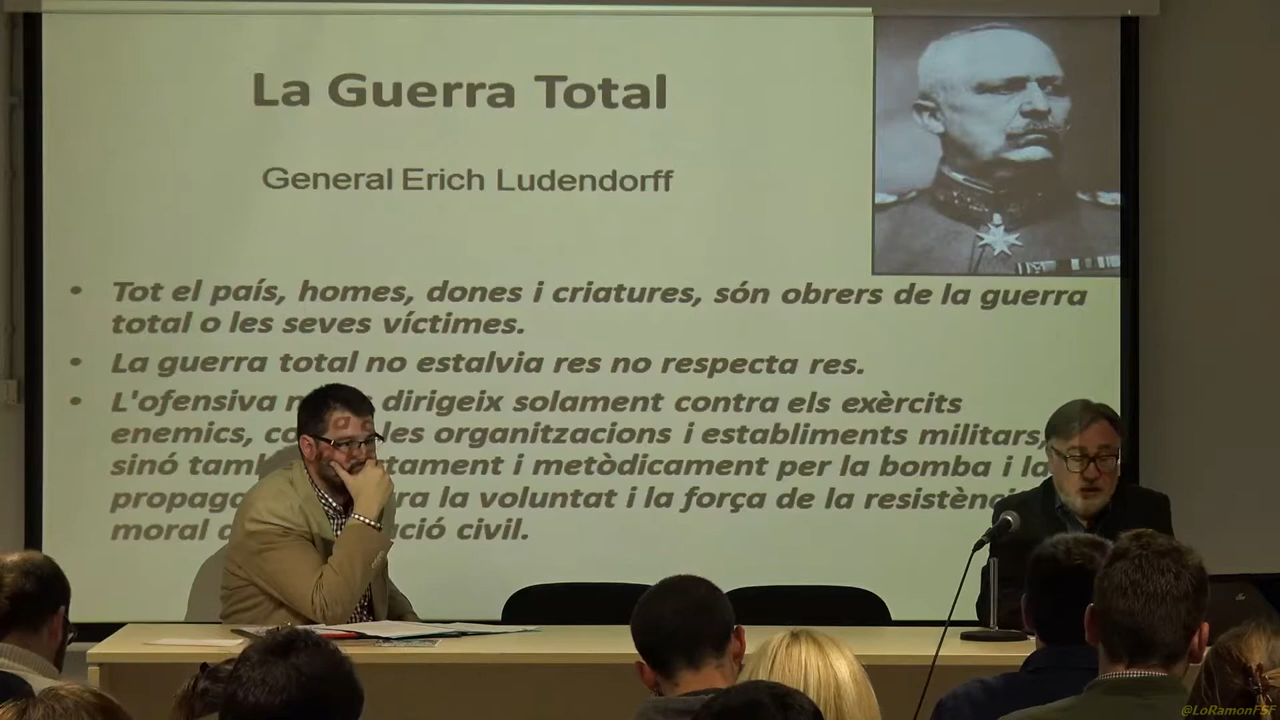 La Guerra Total
General Erich Ludendorff
• Tot el país, homes, dones i criatures, són obrers de la guerra
total o les seves víctimes.
• La guerra total no estalvia res no respecta res.
• L'ofensiva dirigeix solament contra els exèrcits
enemics, les organitzacions i establiments militars,
sinó i metòdicament per la bomba i la
la voluntat i la força de la
moral civil.
@LoRamonFSF